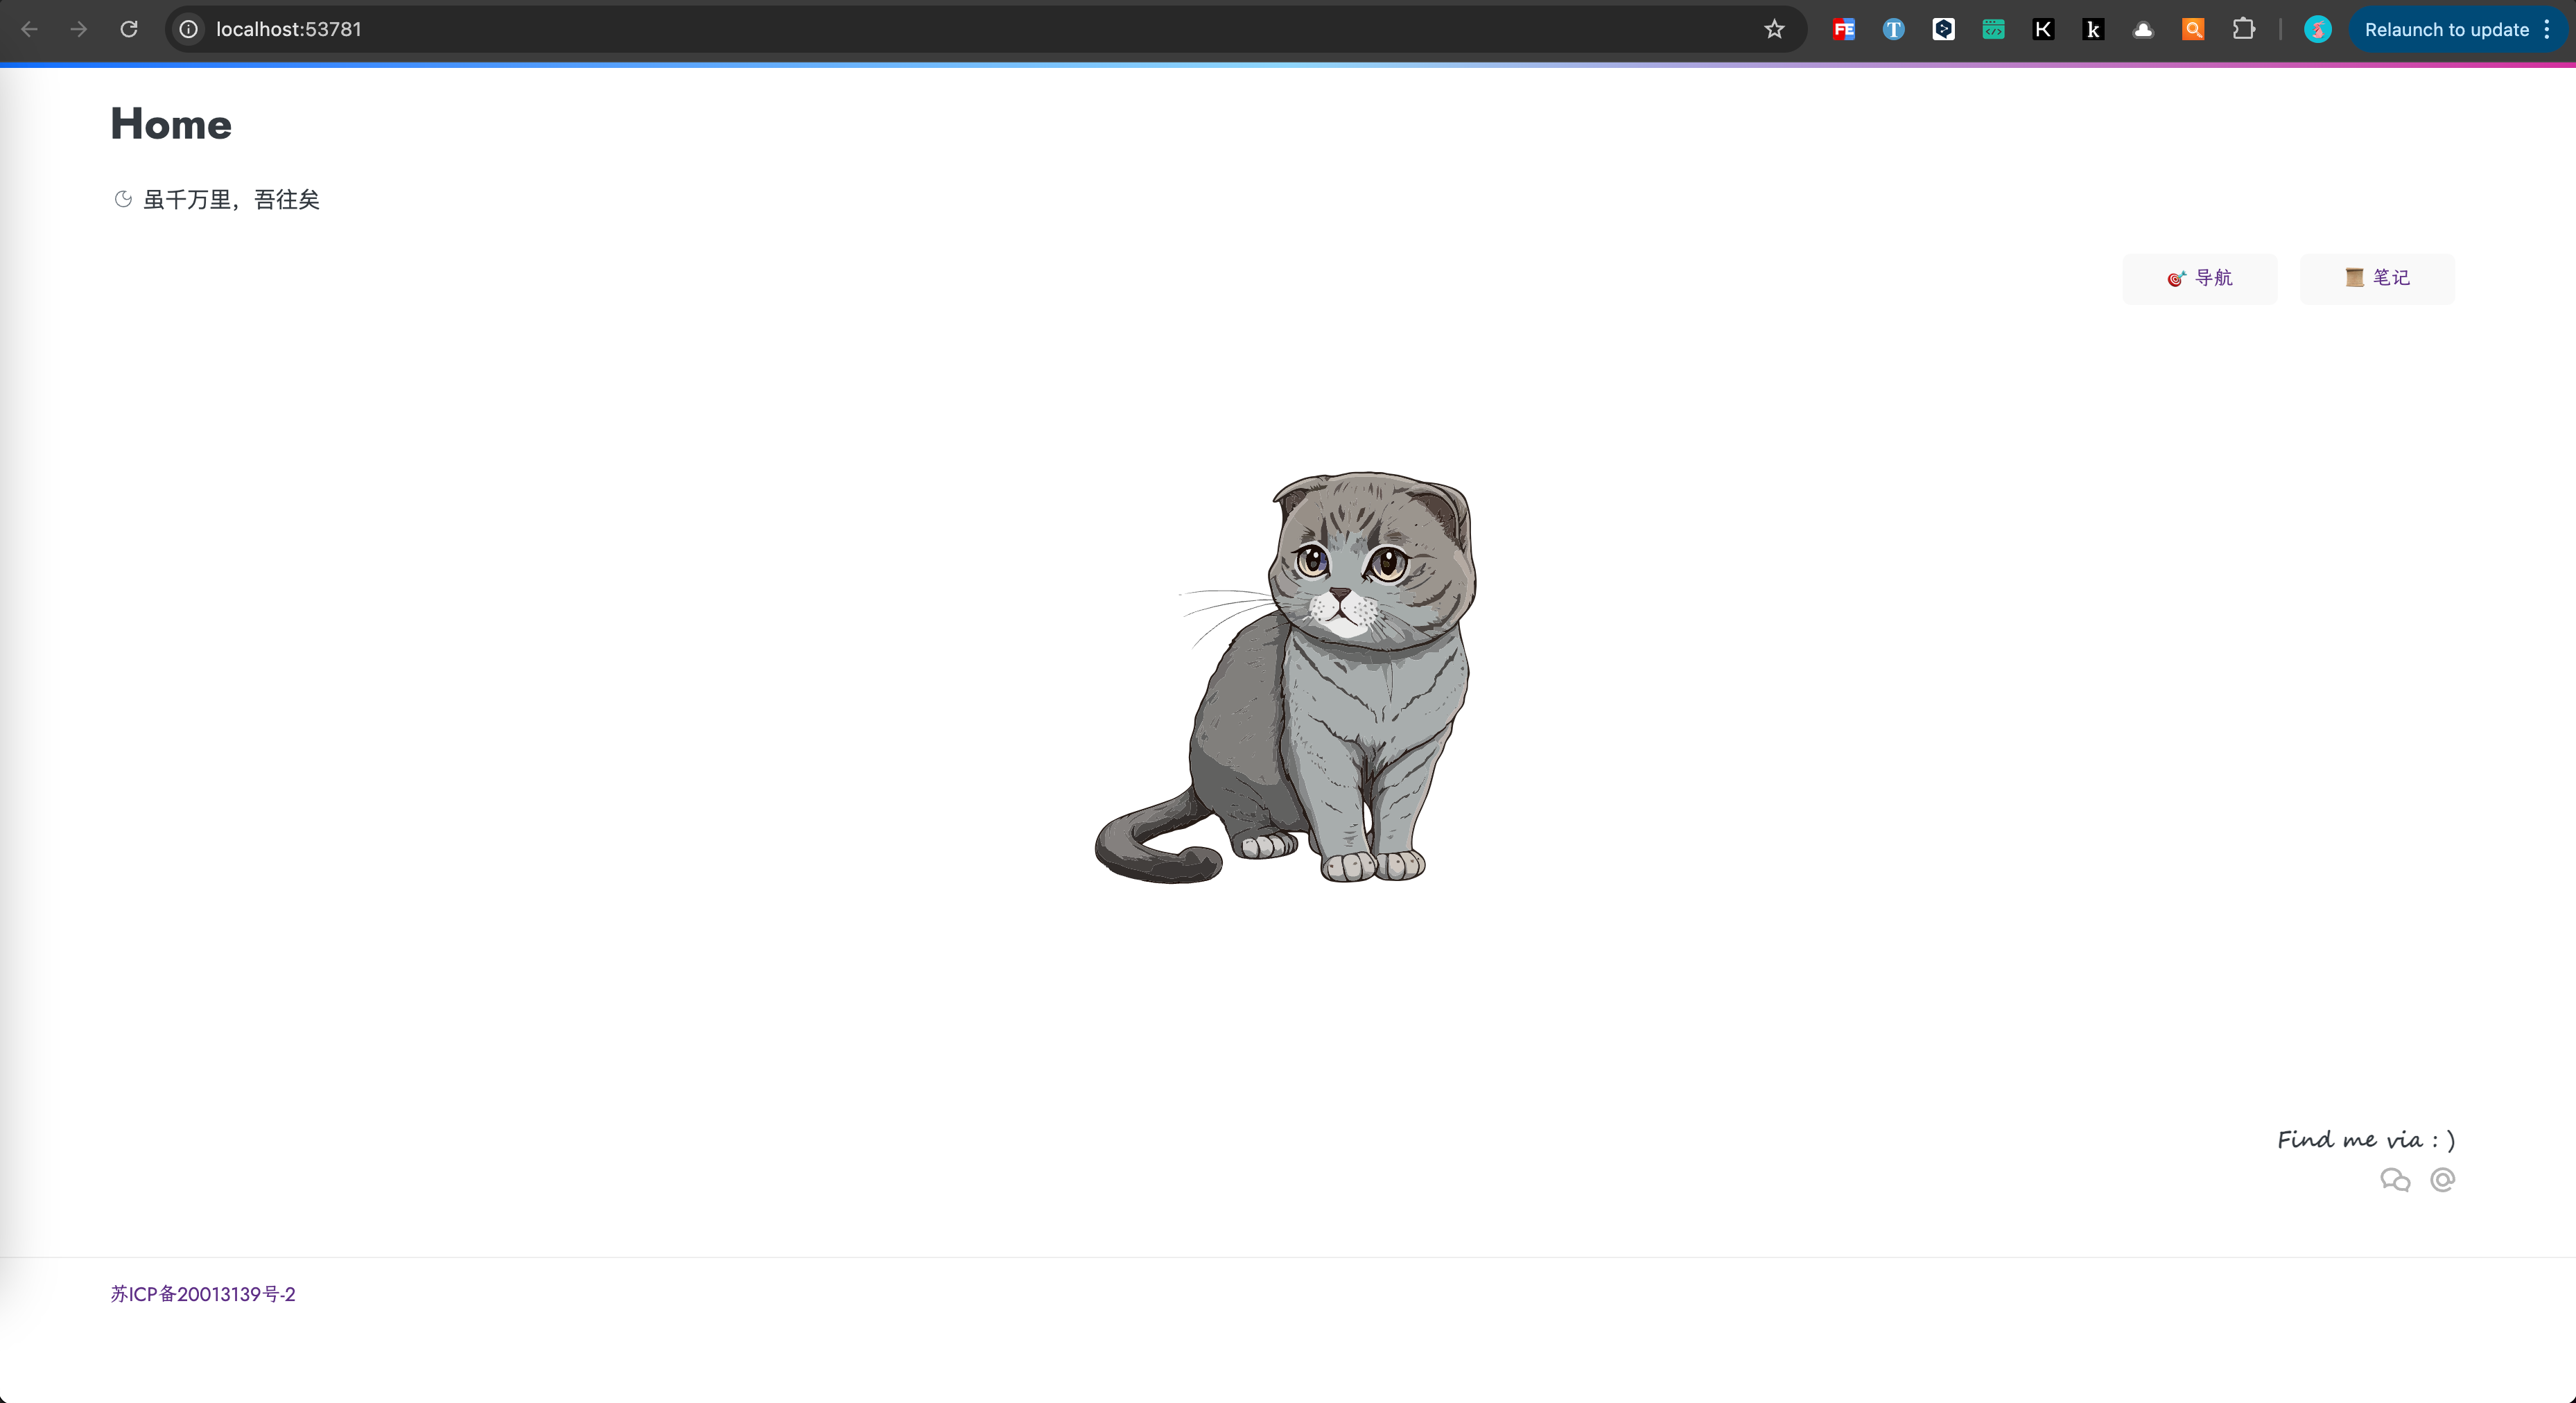 localhost:53781
Relaunch to update
Home
虽千万里，吾往矣
导航
笔记
Find me via : )
苏ICP备20013139号-2